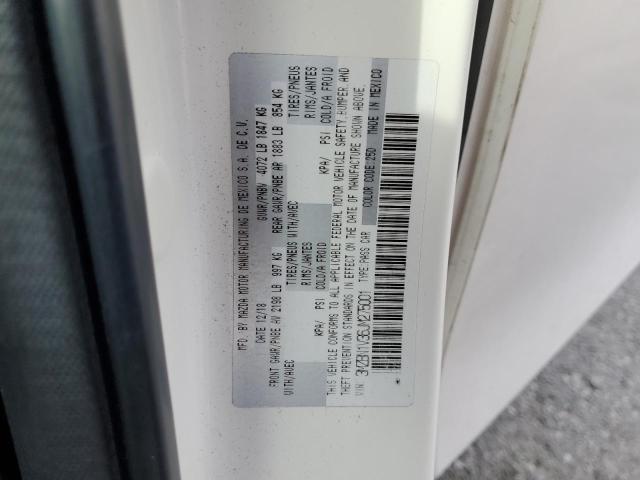 MFD. BY MAZDA MOTOR MANUFACTURING DE MEXICO S.A. DE C.V.
DATE 12/18 GVWR/PNBV 4072 LB 1847 KG
FRONT GAWR/PNBE AV 2198 LB 997 KG REAR GAWR/PNBE AR 1883 LB 854 KG
WITH/AVEC TIRES/PNEUS WITH/AVEC TIRES/PNEUS
RIMS/JANTES RIMS/JANTES
KPA/ PSI COLD/A FROID KPA/ PSI COLD/A FROID
THIS VEHICLE CONFORMS TO ALL APPLICABLE FEDERAL MOTOR VEHICLE SAFETY, BUMPER, AND
THEFT PREVENTION STANDARDS IN EFFECT ON THE DATE OF MANUFACTURE SHOWN ABOVE.
VIN: 3MZBN1V36JM275001 TYPE:PASS CAR COLOR CODE:25D MADE IN MEXICO